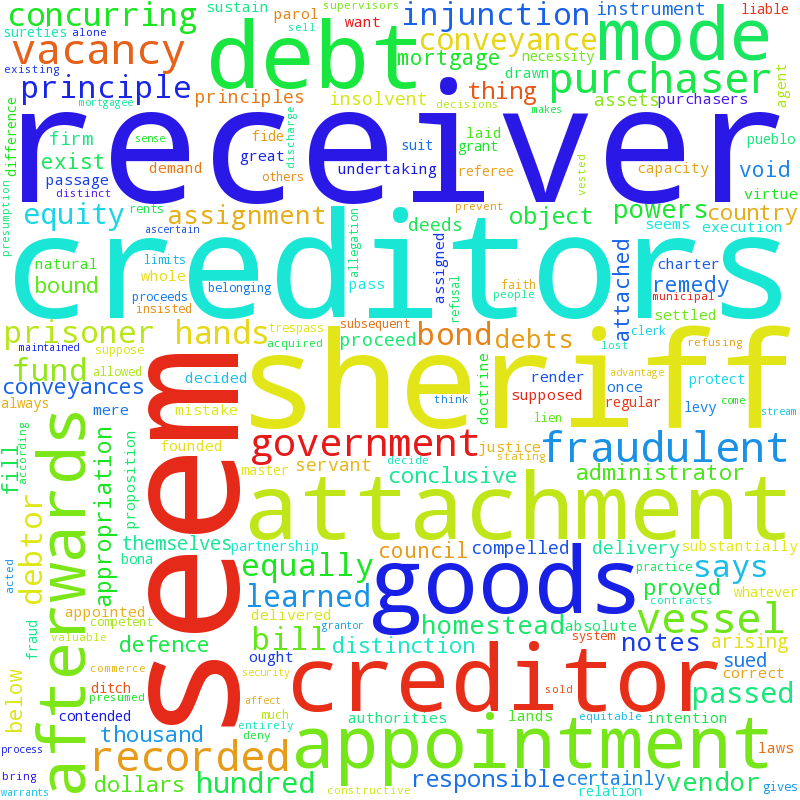 concurring
sustain
parol
supervisors
injunction
instrument
liable
sureties
alone
want
sell
vacancy
debt
conveyance
mode
existing
mortgage
necessity
principle
mortgagee
principles
insolvent
drawn
thing
purchaser
assets
purchasers
agent
makes
decisions
receiver
difference
firm
sense
fide
discharge
suit
laid
grant
pueblo
exist
demand
great
undertaking
referee
capacity
void
passage
others
vested
distinct
virtue
presumption
equity
rents
assignment
prevent
deeds
object
powers
country
ascertain
allegation
assigned
seems
execution
creditors
natural
limits
pass
refusal
faith
people
attached
charter
bound
whole
proceeds
belonging
remedy
municipal
insisted
prisoner
hands
trespass
subsequent
acquired
proceed
bond
debts
settled
clerk
refusing
maintained
suppose
sheriff
lost
fund
allowed
decided
doctrine
render
once
protect
advantage
conveyances
supposed
regular
think
come
always
mere
mistake
lien
levy
stream
seem
founded
government
justice
fraudulent
fill
according
afterwards
appropriation
proposition
master
servant
decide
stating
conclusive
administrator
attachment
debtor
themselves
partnership
council
compelled
delivery
substantially
bona
equally
goods
practice
says
acted
learned
proved
whatever
contracts
appointed
competent
delivered
vessel
fraud
valuable
grantor
homestead
absolute
defence
bill
distinction
system
notes
arising
below
ought
sued
correct
commerce
security
creditor
ditch
affect
sold
presumed
much
passed
contended
entirely
authorities
lands
equitable
intention
thousand
deny
appointment
laws
process
recorded
bring
dollars
hundred
responsible
certainly
vendor
warrants
constructive
relation
gives